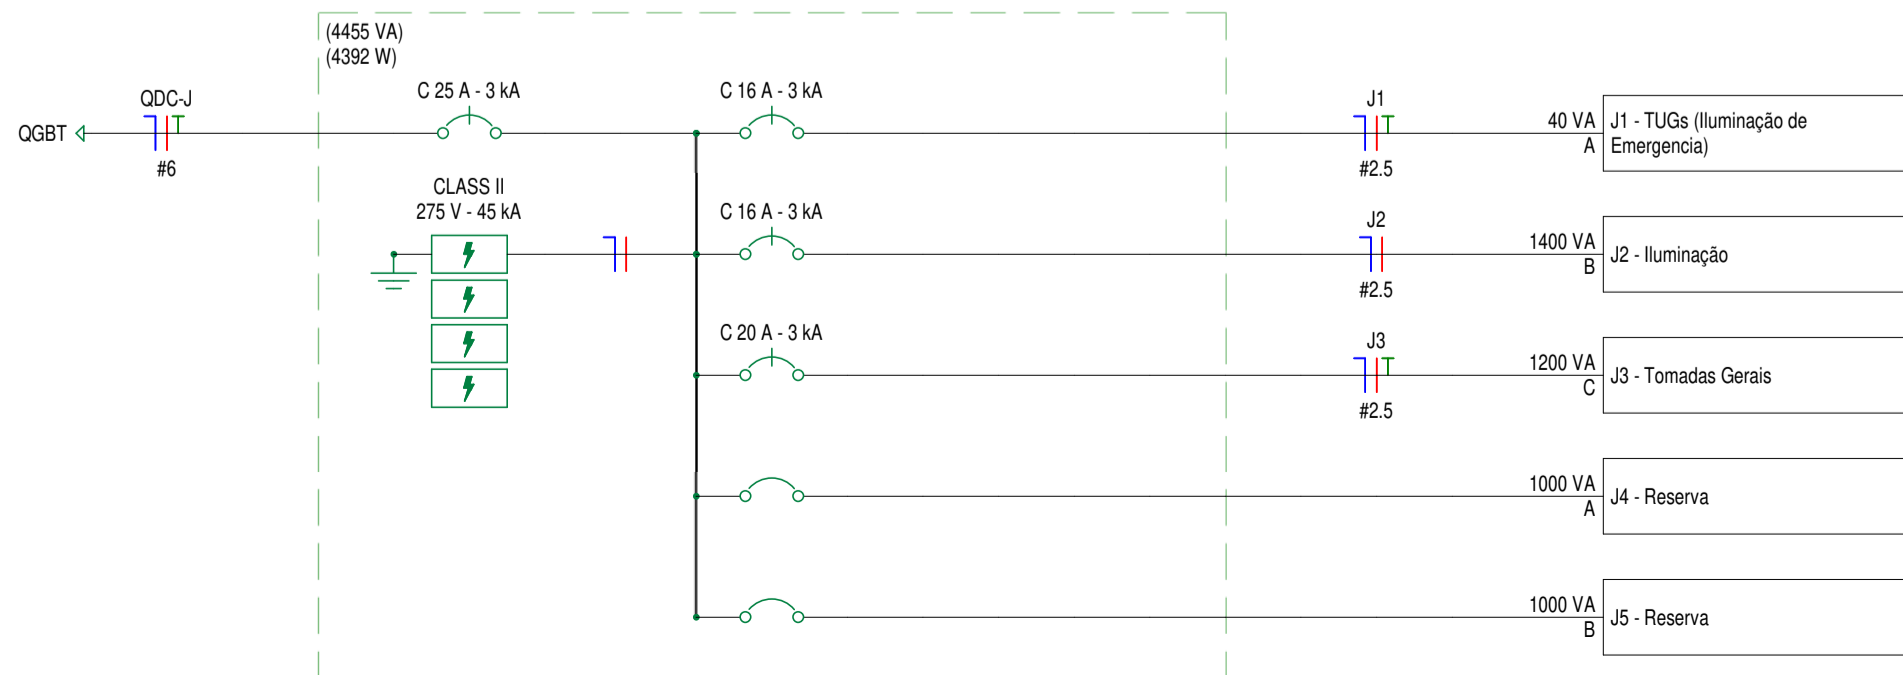 (4455 VA)
(4392 W)
QDC-J
QGBT
#6
C 25 A - 3 kA
CLASS II
275 V - 45 kA
C 16 A - 3 kA
J1
#2.5
40 VA
A
J1 - TUGs (Iluminação de
Emergencia)
C 16 A - 3 kA
J2
#2.5
1400 VA
B
J2 - Iluminação
C 20 A - 3 kA
J3
#2.5
1200 VA
C
J3 - Tomadas Gerais
1000 VA
A
J4 - Reserva
1000 VA
B
J5 - Reserva